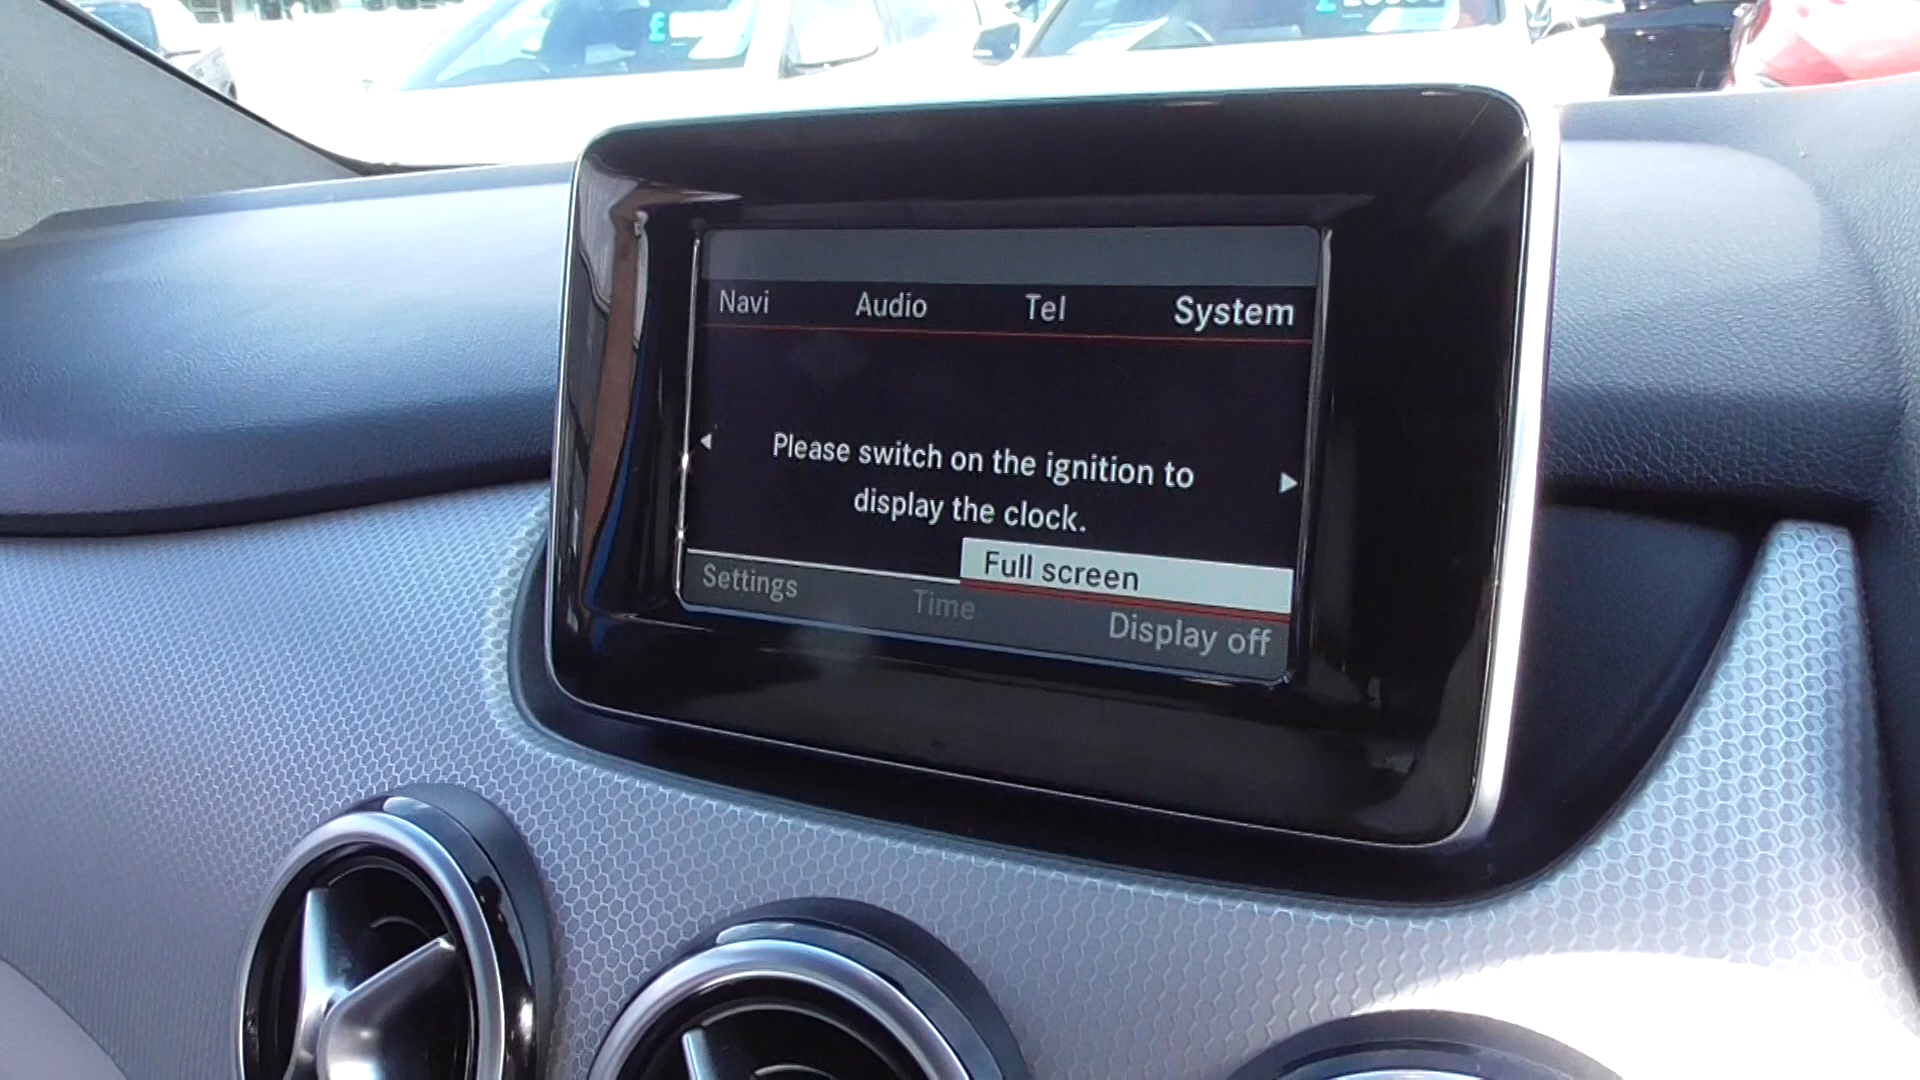 Navi Audio Tel System
Please switch on the ignition to
display the clock.
Full screen
Settings Time Display off
£
£